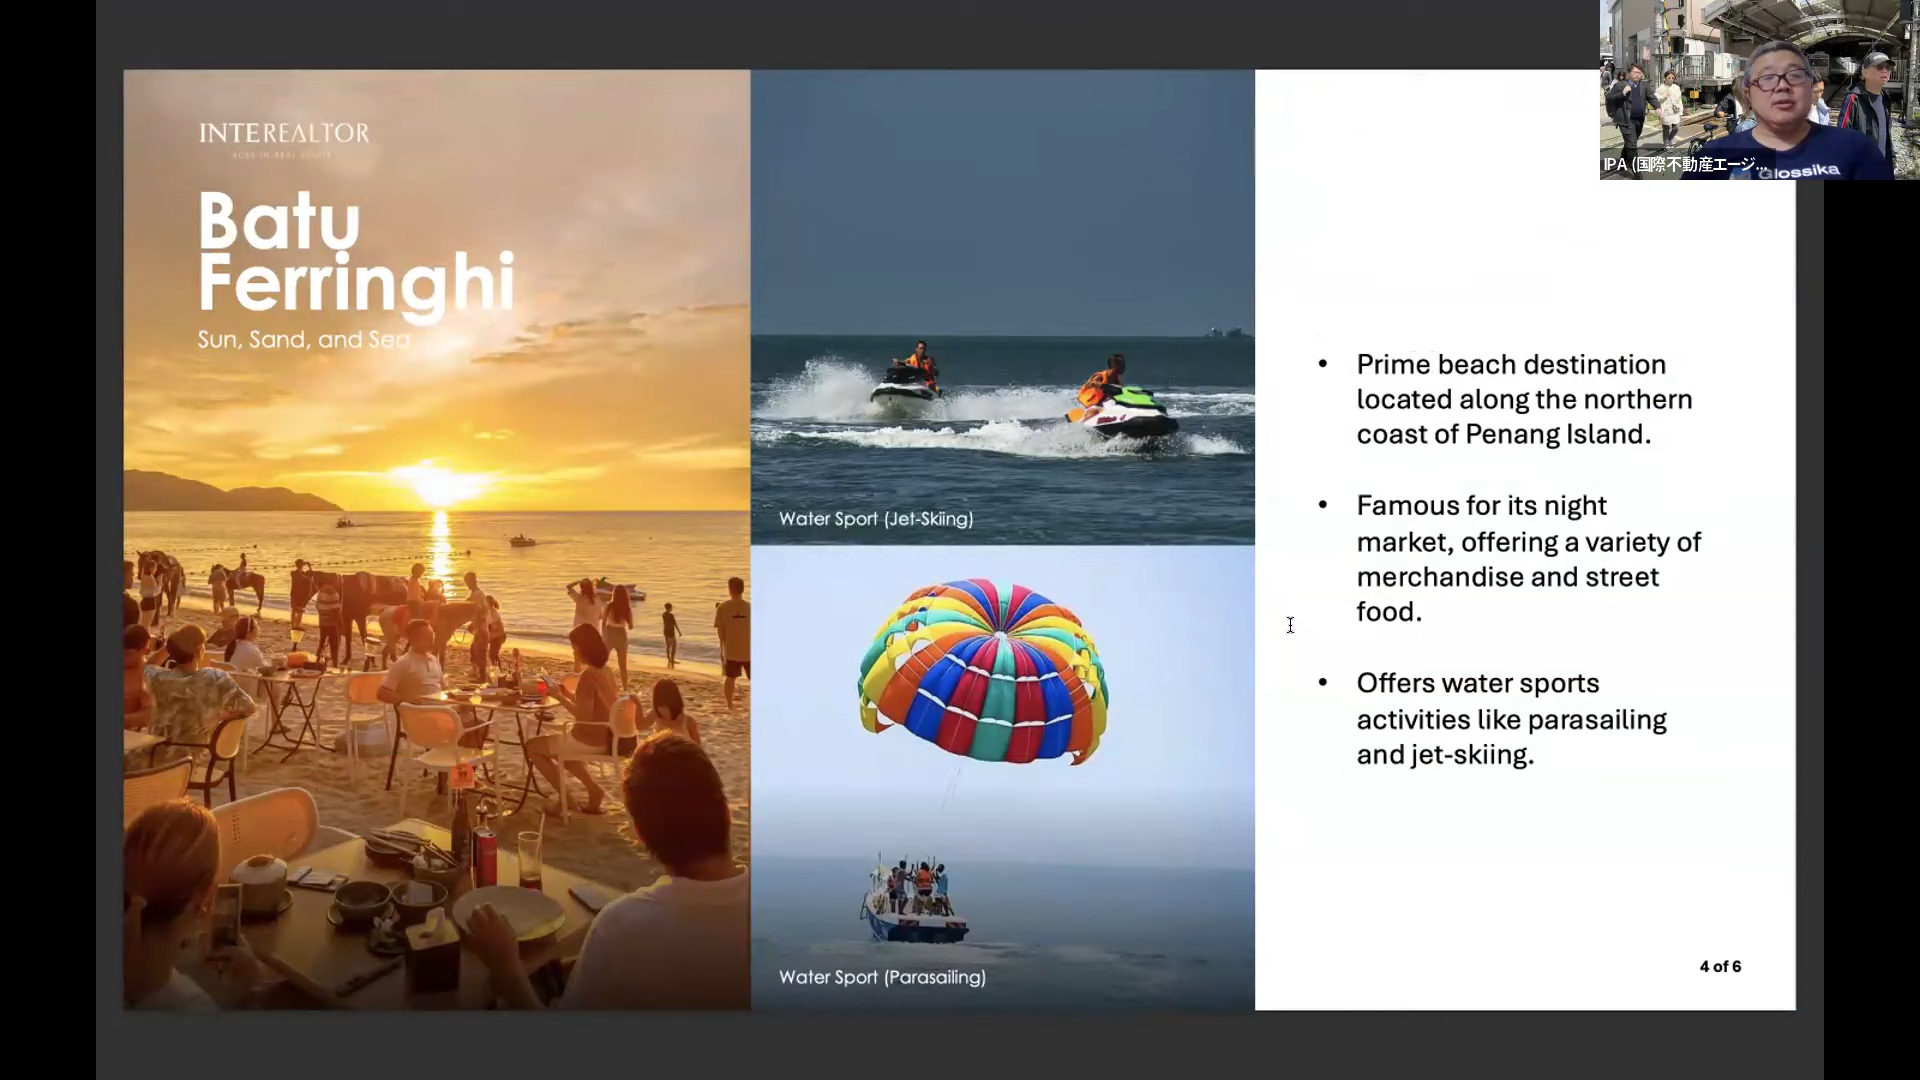 INTEREALTOR
Batu
Ferringhi
Sun, Sand, and Sea
Water Sport (Jet-Skiing)
Water Sport (Parasailing)
• Prime beach destination
located along the northern
coast of Penang Island.
• Famous for its night
market, offering a variety of
merchandise and street
food.
• Offers water sports
activities like parasailing
and jet-skiing.
4 of 6
IPA (国際不動産エージ...
Glossika